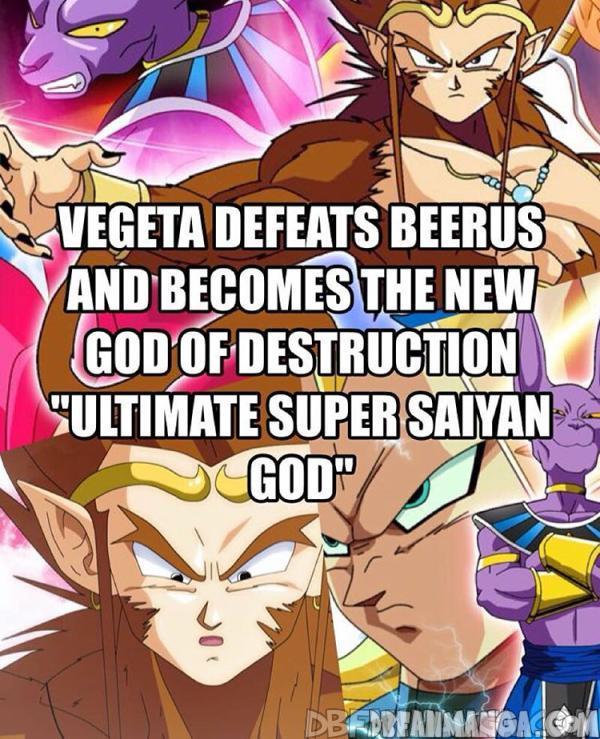 VEGETA DEFEATS BEERUS
AND BECOMES THE NEW
GOD OF DESTRUCTION
"ULTIMATE SUPER SAIYAN
GOD"